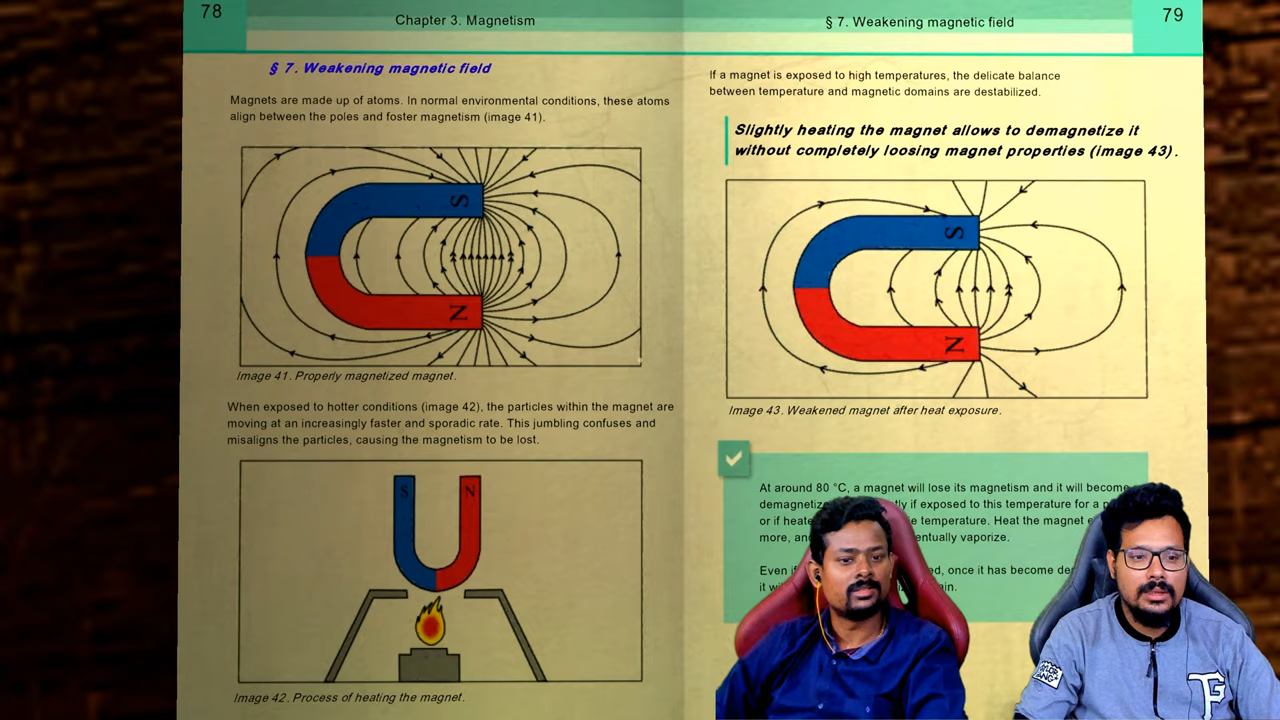 78
Chapter 3. Magnetism
§ 7. Weakening magnetic field
Magnets are made up of atoms. In normal environmental conditions, these atoms
align between the poles and foster magnetism (image 41).
S
N
Image 41. Properly magnetized magnet.
When exposed to hotter conditions (image 42), the particles within the magnet are
moving at an increasingly faster and sporadic rate. This jumbling confuses and
misaligns the particles, causing the magnetism to be lost.
S N
Image 42. Process of heating the magnet.
§ 7. Weakening magnetic field
79
If a magnet is exposed to high temperatures, the delicate balance
between temperature and magnetic domains are destabilized.
Slightly heating the magnet allows to demagnetize it
without completely loosing magnet properties (image 43).
S
N
Image 43. Weakened magnet after heat exposure.
At around 80 °C, a magnet will lose its magnetism and it will become
if exposed to this temperature for a
or if temperature. Heat the magnet
more, vaporize.
Even once it has become
it